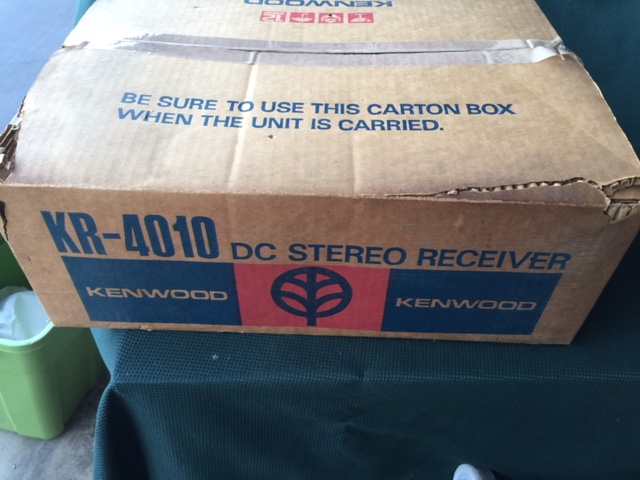 KENWOOD
12
BE SURE TO USE THIS CARTON BOX
WHEN THE UNIT IS CARRIED.
KR-4010 DC STEREO RECEIVER
KENWOOD KENWOOD